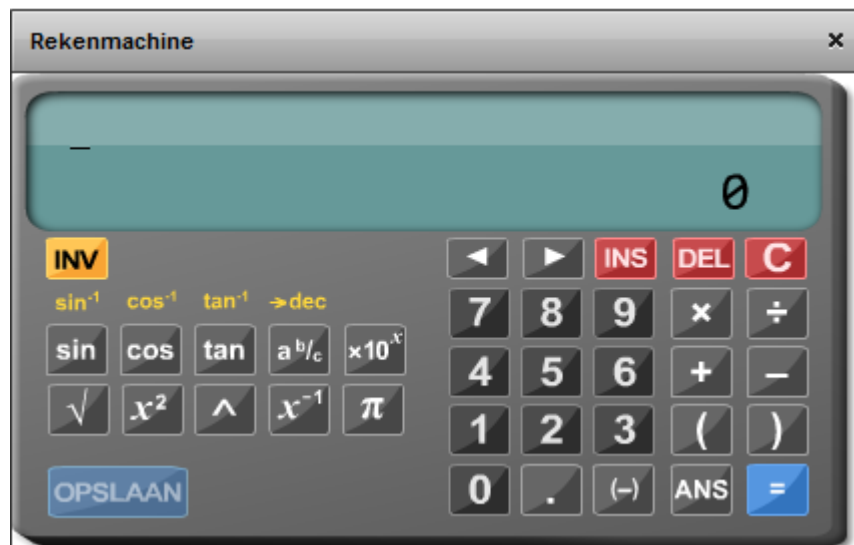 Rekenmachine ×
_
0
INV ◄ ► INS DEL C
sin⁻¹ cos⁻¹ tan⁻¹ →dec
7 8 9 × ÷
sin cos tan a b/c ×10ˣ
4 5 6 + –
√ x² ^ x⁻¹ π
1 2 3 ( )
OPSLAAN 0 . (–) ANS =